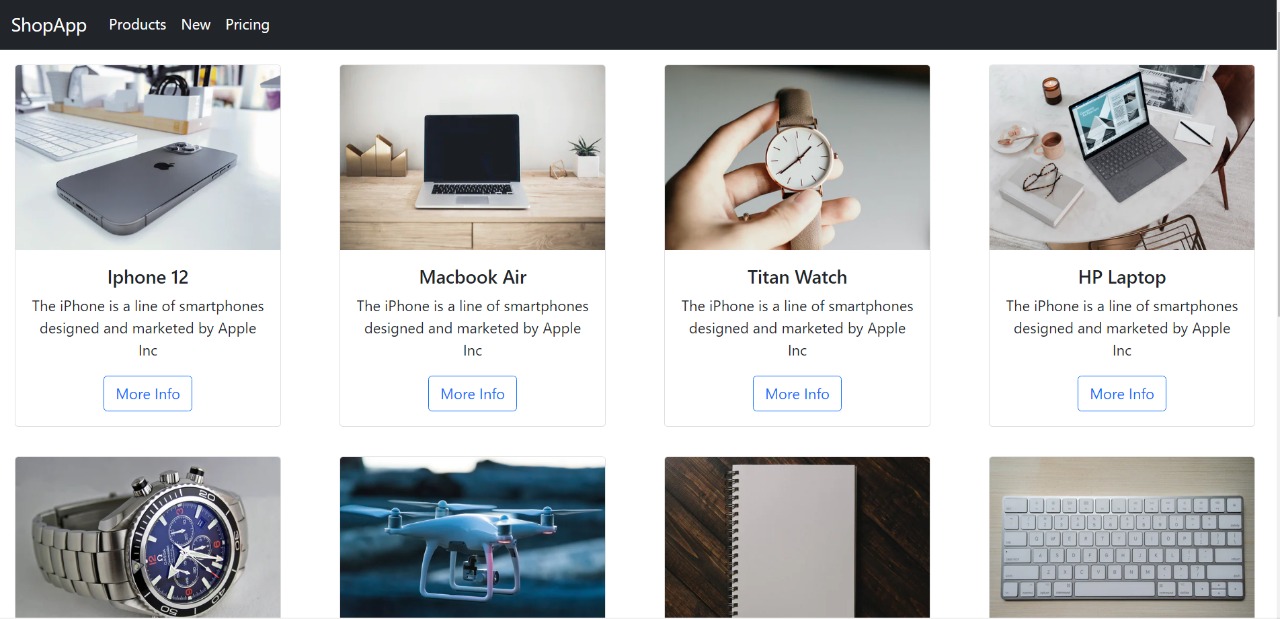 ShopApp Products New Pricing
Iphone 12
The iPhone is a line of smartphones
designed and marketed by Apple
Inc
More Info
Macbook Air
The iPhone is a line of smartphones
designed and marketed by Apple
Inc
More Info
Titan Watch
The iPhone is a line of smartphones
designed and marketed by Apple
Inc
More Info
HP Laptop
The iPhone is a line of smartphones
designed and marketed by Apple
Inc
More Info